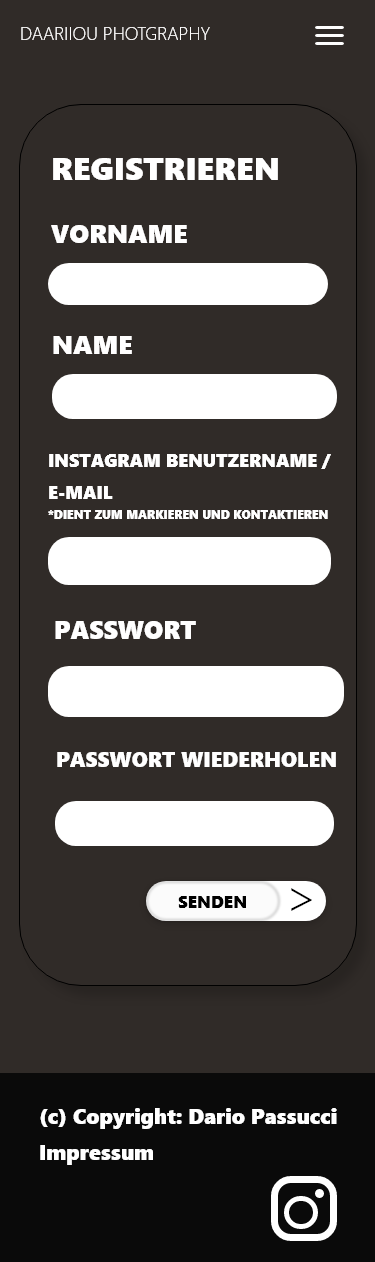 DAARIIOU PHOTGRAPHY
REGISTRIEREN
VORNAME
NAME
INSTAGRAM BENUTZERNAME /
E-MAIL
*DIENT ZUM MARKIEREN UND KONTAKTIEREN
PASSWORT
PASSWORT WIEDERHOLEN
SENDEN >
(c) Copyright: Dario Passucci
Impressum